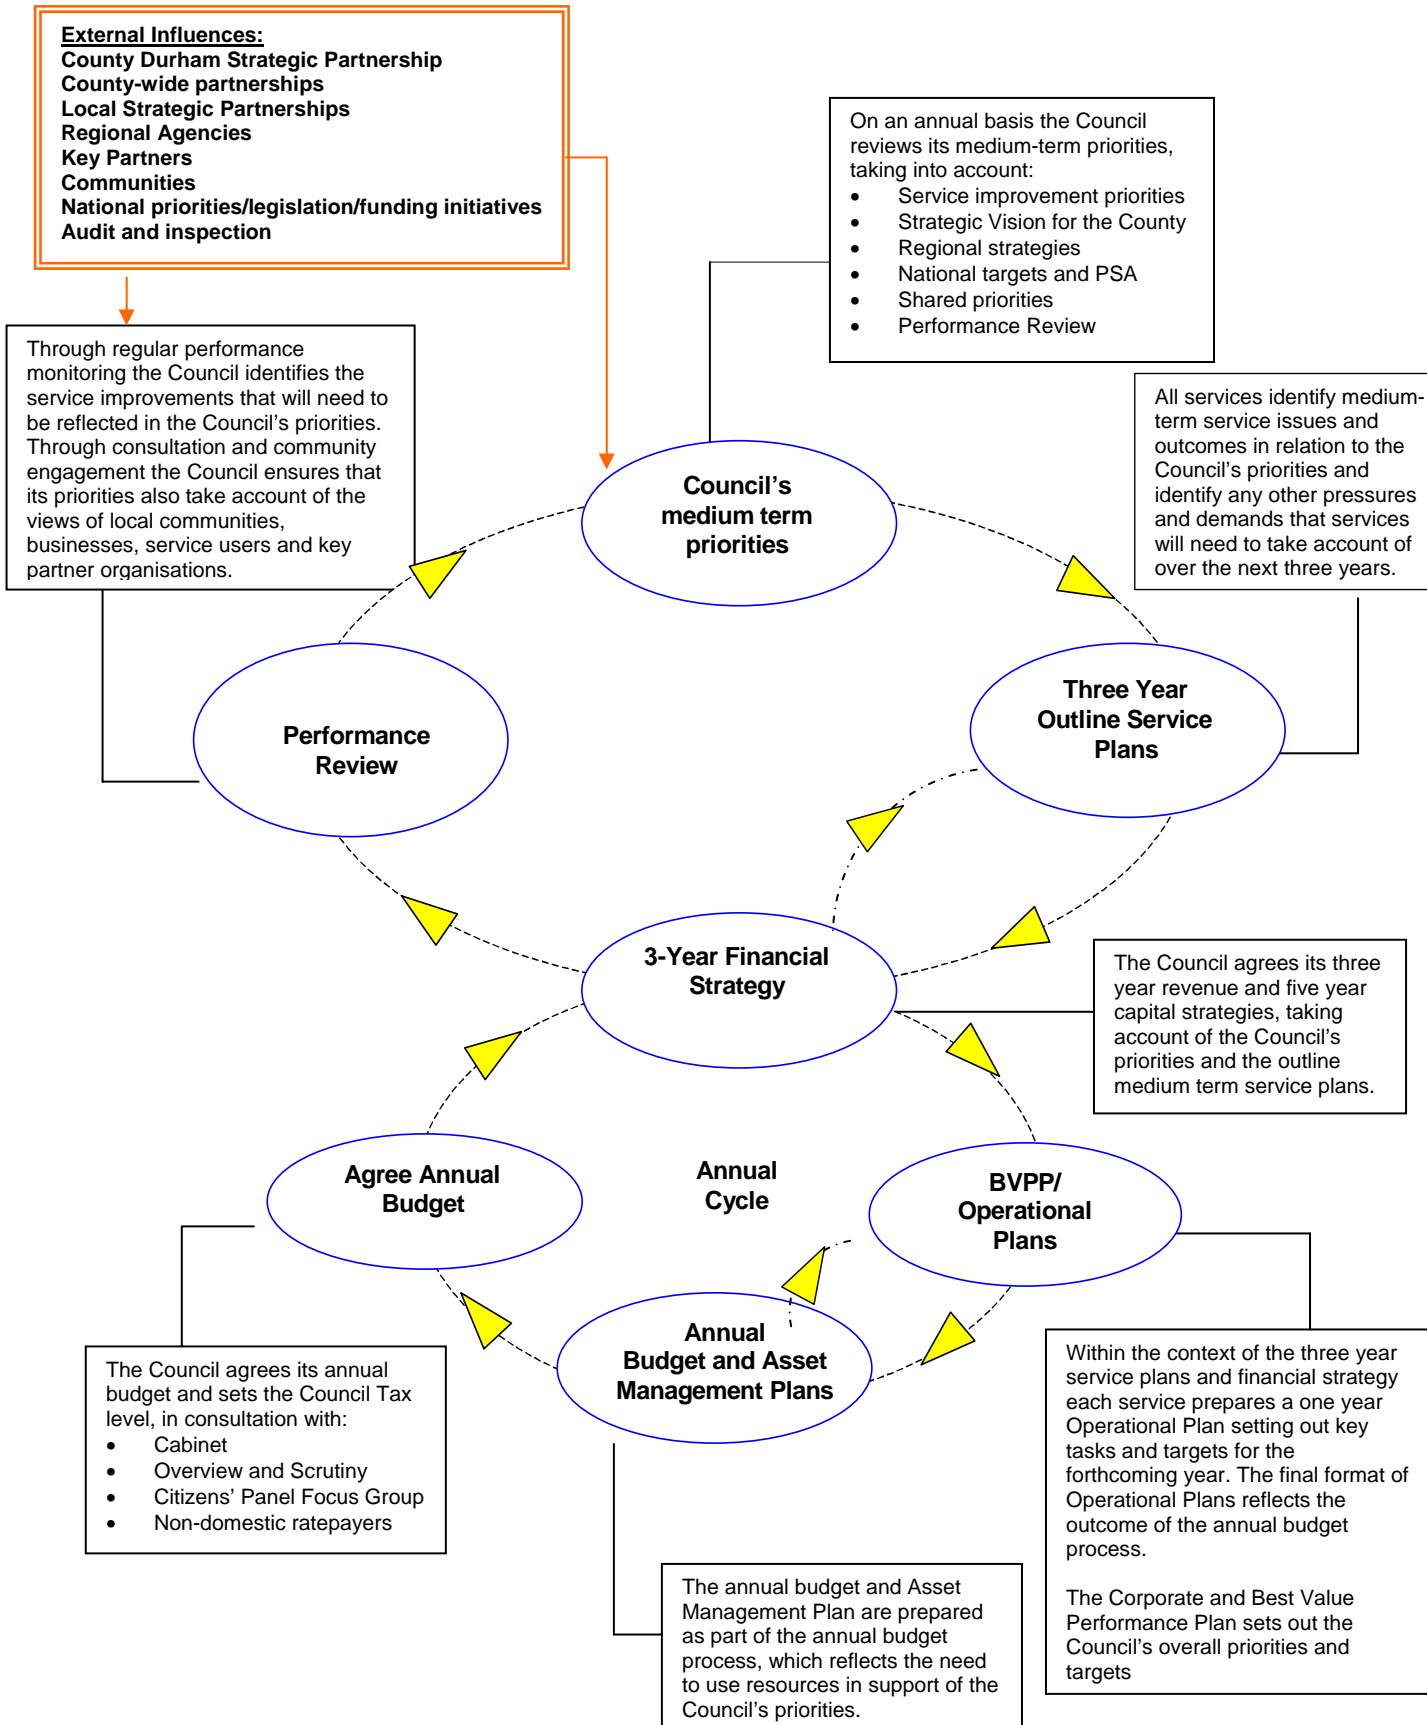 External Influences:
County Durham Strategic Partnership
County-wide partnerships
Local Strategic Partnerships
Regional Agencies
Key Partners
Communities
National priorities/legislation/funding initiatives
Audit and inspection
On an annual basis the Council
reviews its medium-term priorities,
taking into account:
• Service improvement priorities
• Strategic Vision for the County
• Regional strategies
• National targets and PSA
• Shared priorities
• Performance Review
Through regular performance
monitoring the Council identifies the
service improvements that will need to
be reflected in the Council’s priorities.
Through consultation and community
engagement the Council ensures that
its priorities also take account of the
views of local communities,
businesses, service users and key
partner organisations.
All services identify medium-
term service issues and
outcomes in relation to the
Council’s priorities and
identify any other pressures
and demands that services
will need to take account of
over the next three years.
Council’s
medium term
priorities
Three Year
Outline Service
Plans
Performance
Review
3-Year Financial
Strategy
The Council agrees its three
year revenue and five year
capital strategies, taking
account of the Council’s
priorities and the outline
medium term service plans.
Agree Annual
Budget
Annual
Cycle
BVPP/
Operational
Plans
Annual
Budget and Asset
Management Plans
The Council agrees its annual
budget and sets the Council Tax
level, in consultation with:
• Cabinet
• Overview and Scrutiny
• Citizens’ Panel Focus Group
• Non-domestic ratepayers
Within the context of the three year
service plans and financial strategy
each service prepares a one year
Operational Plan setting out key
tasks and targets for the
forthcoming year. The final format of
Operational Plans reflects the
outcome of the annual budget
process.
The Corporate and Best Value
Performance Plan sets out the
Council’s overall priorities and
targets
The annual budget and Asset
Management Plan are prepared
as part of the annual budget
process, which reflects the need
to use resources in support of the
Council’s priorities.